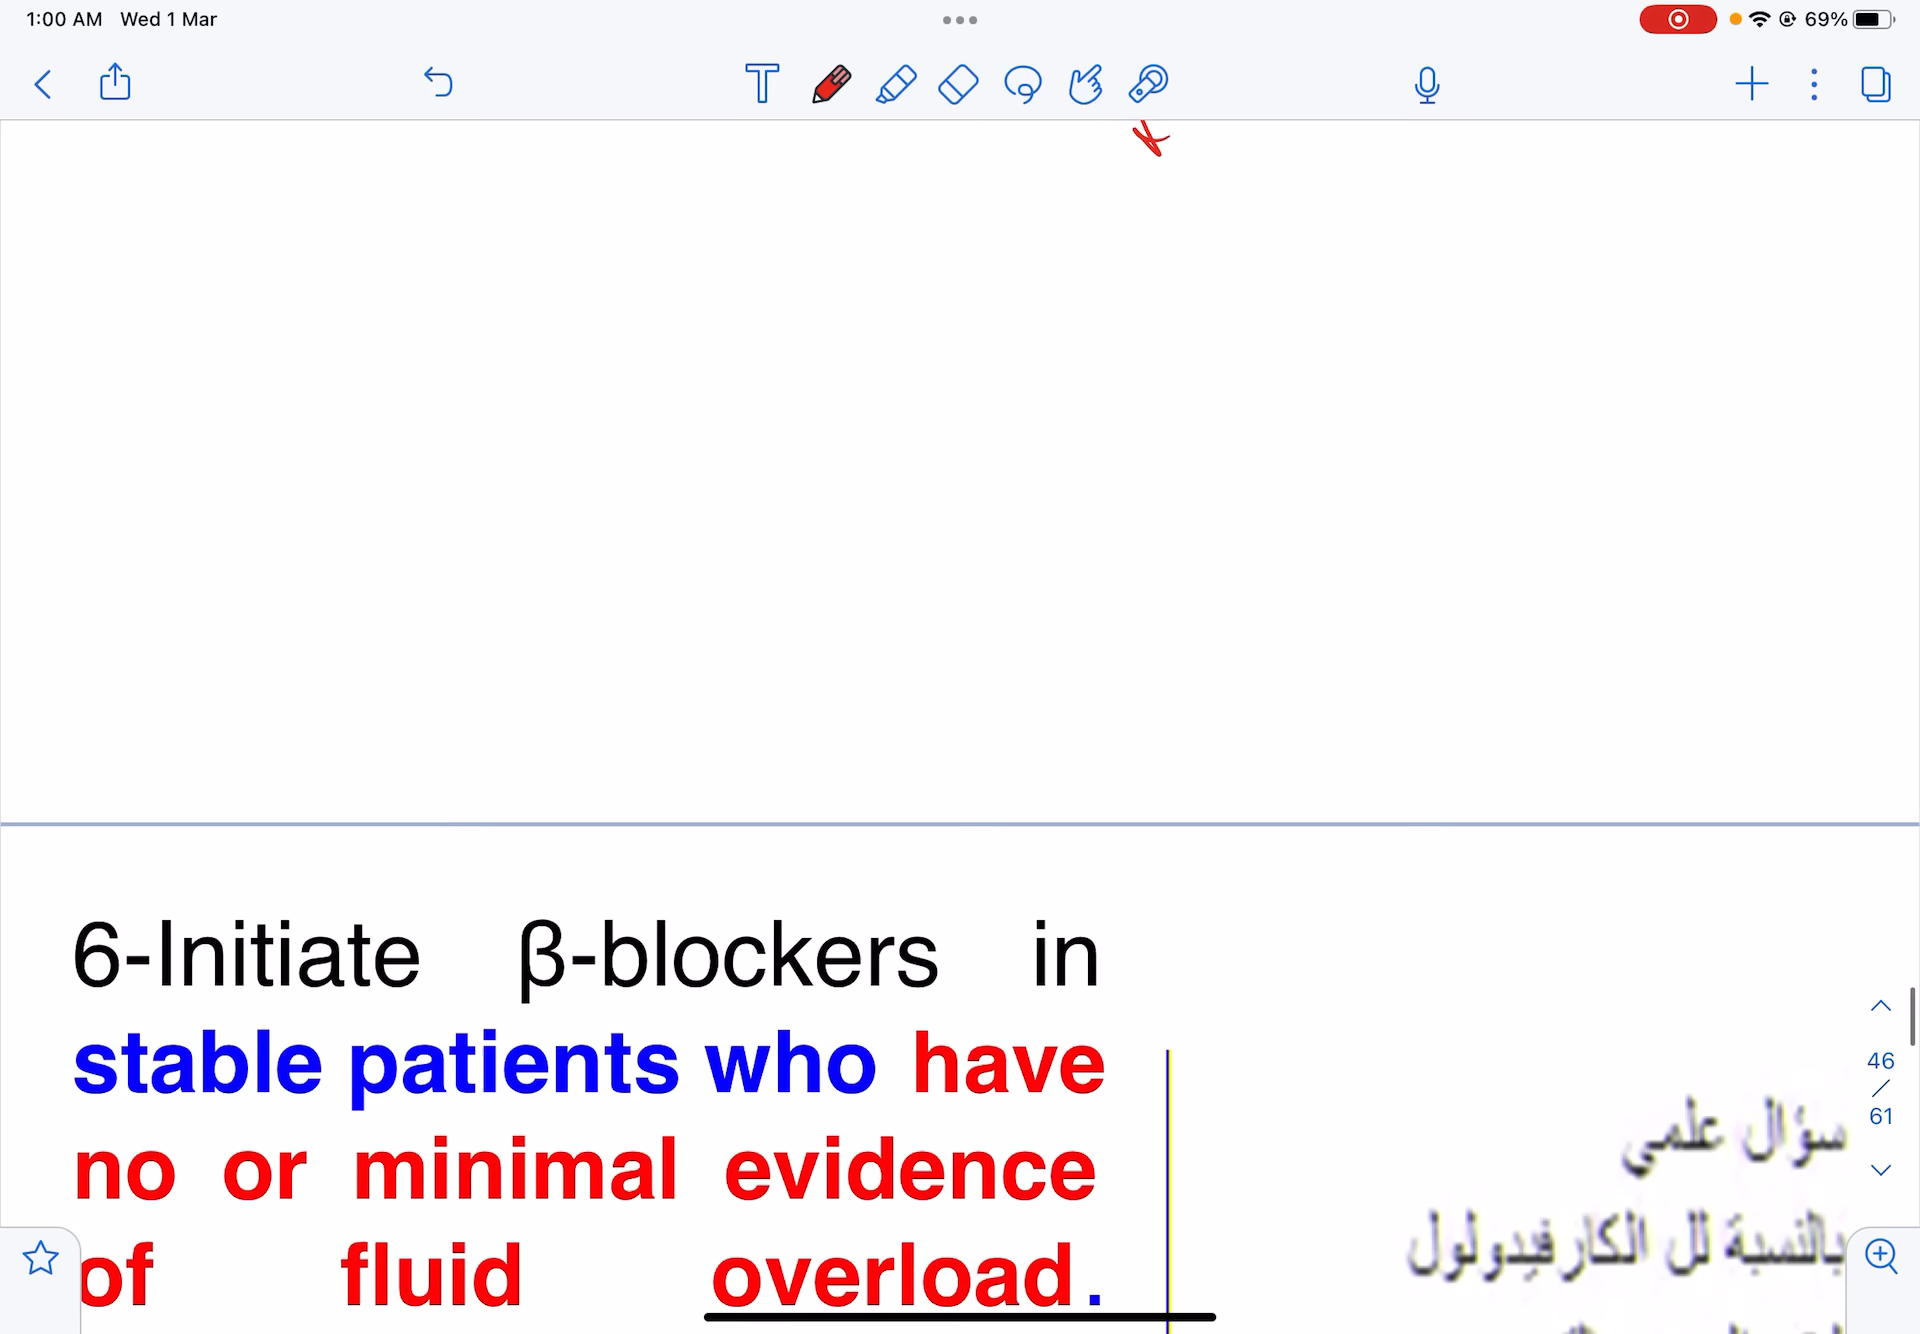 1:00 AM Wed 1 Mar
69%
6-Initiate β-blockers in
stable patients who have
no or minimal evidence
of fluid overload.
سؤال علمي
بالنسبة لل الكارفيدولول
46
/
61